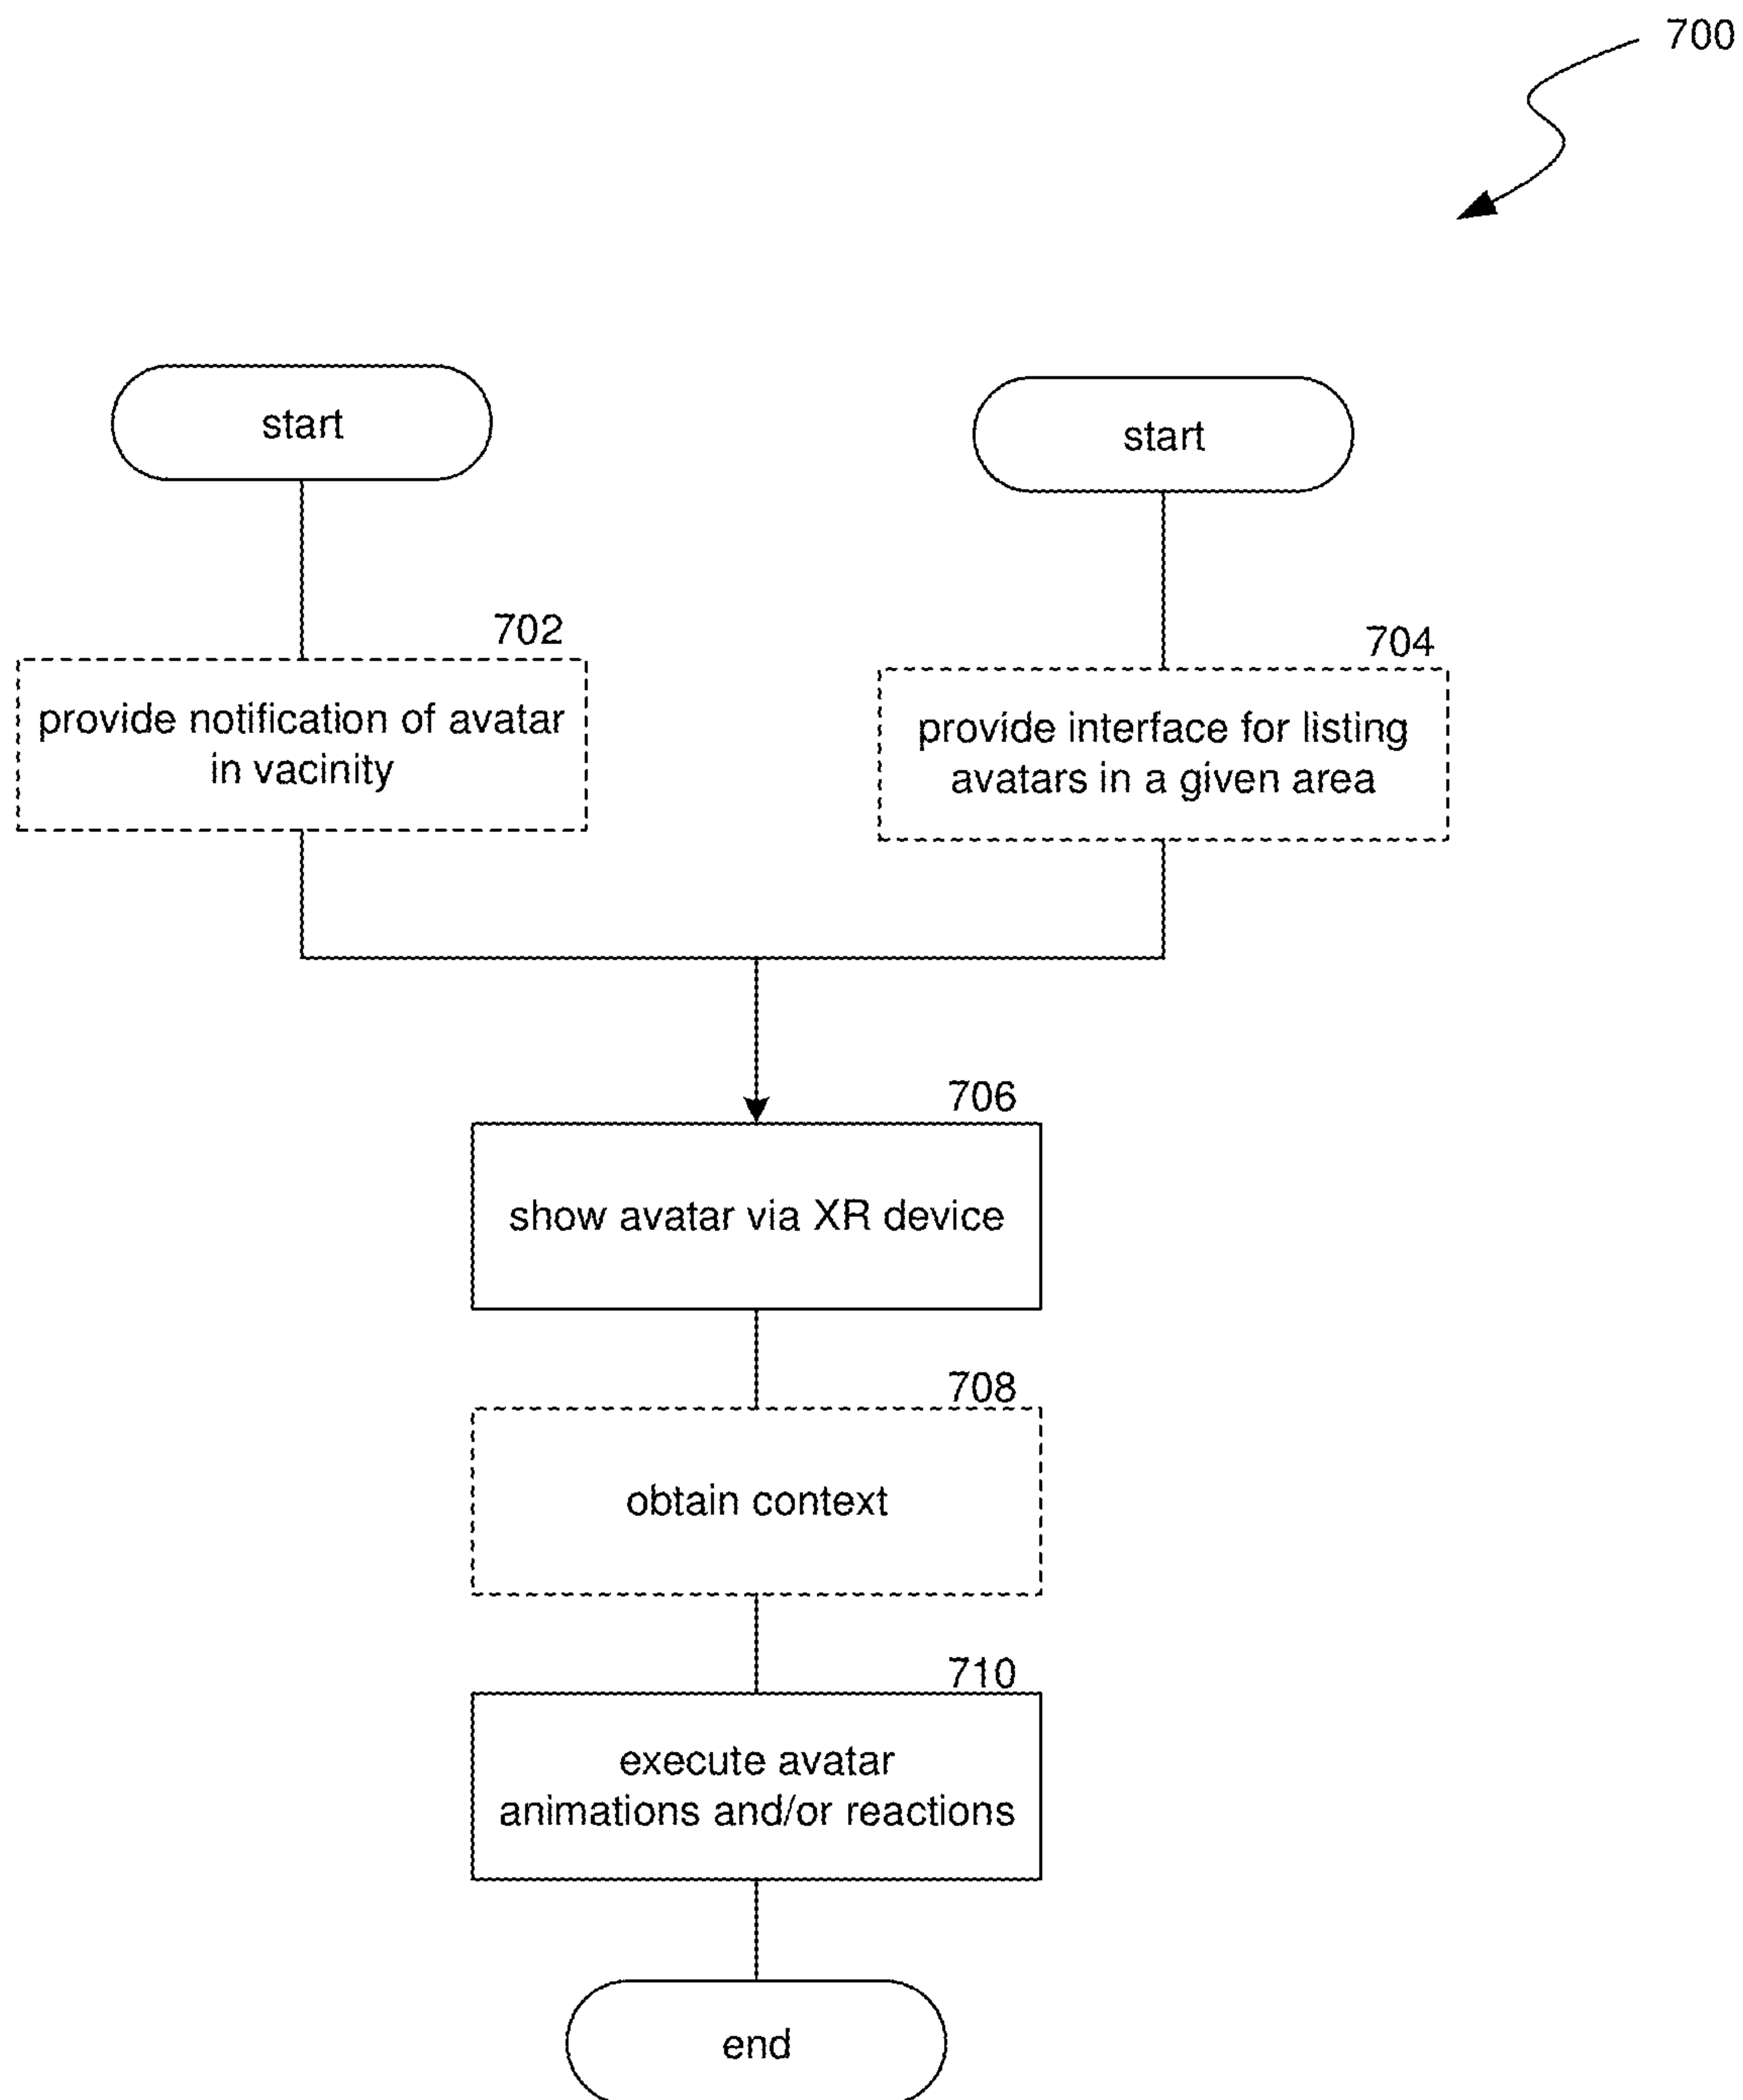 700
start
start
702
provide notification of avatar
in vacinity
704
provide interface for listing
avatars in a given area
706
show avatar via XR device
708
obtain context
710
execute avatar
animations and/or reactions
end